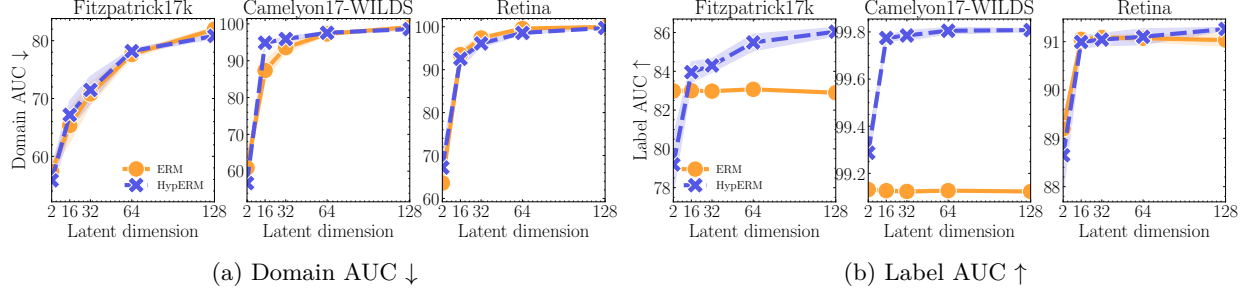 Fitzpatrick17k Camelyon17-WILDS Retina Fitzpatrick17k Camelyon17-WILDS Retina
Domain AUC ↓
80
70
60
2 16 32 64 128
Latent dimension
ERM
HypERM
100
90
80
70
60
2 16 32 64 128
Latent dimension
100
90
80
70
60
2 16 32 64 128
Latent dimension
Label AUC ↑
86
84
82
80
78
2 16 32 64 128
Latent dimension
ERM
HypERM
99.8
99.6
99.4
99.2
2 16 32 64 128
Latent dimension
91
90
89
88
2 16 32 64 128
Latent dimension
(a) Domain AUC ↓
(b) Label AUC ↑